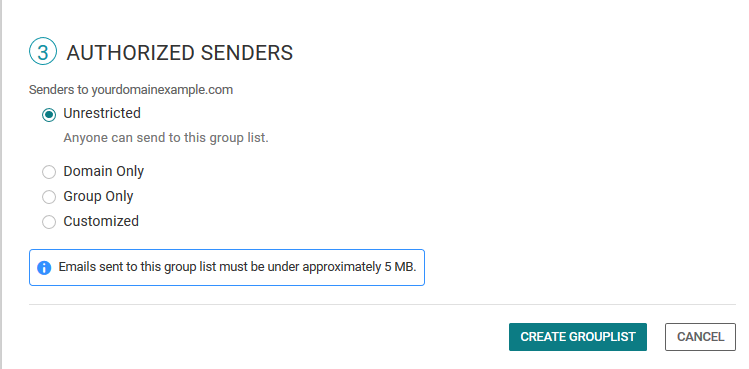 3 AUTHORIZED SENDERS
Senders to yourdomainexample.com
Unrestricted
Anyone can send to this group list.
Domain Only
Group Only
Customized
Emails sent to this group list must be under approximately 5 MB.
CREATE GROUPLIST CANCEL